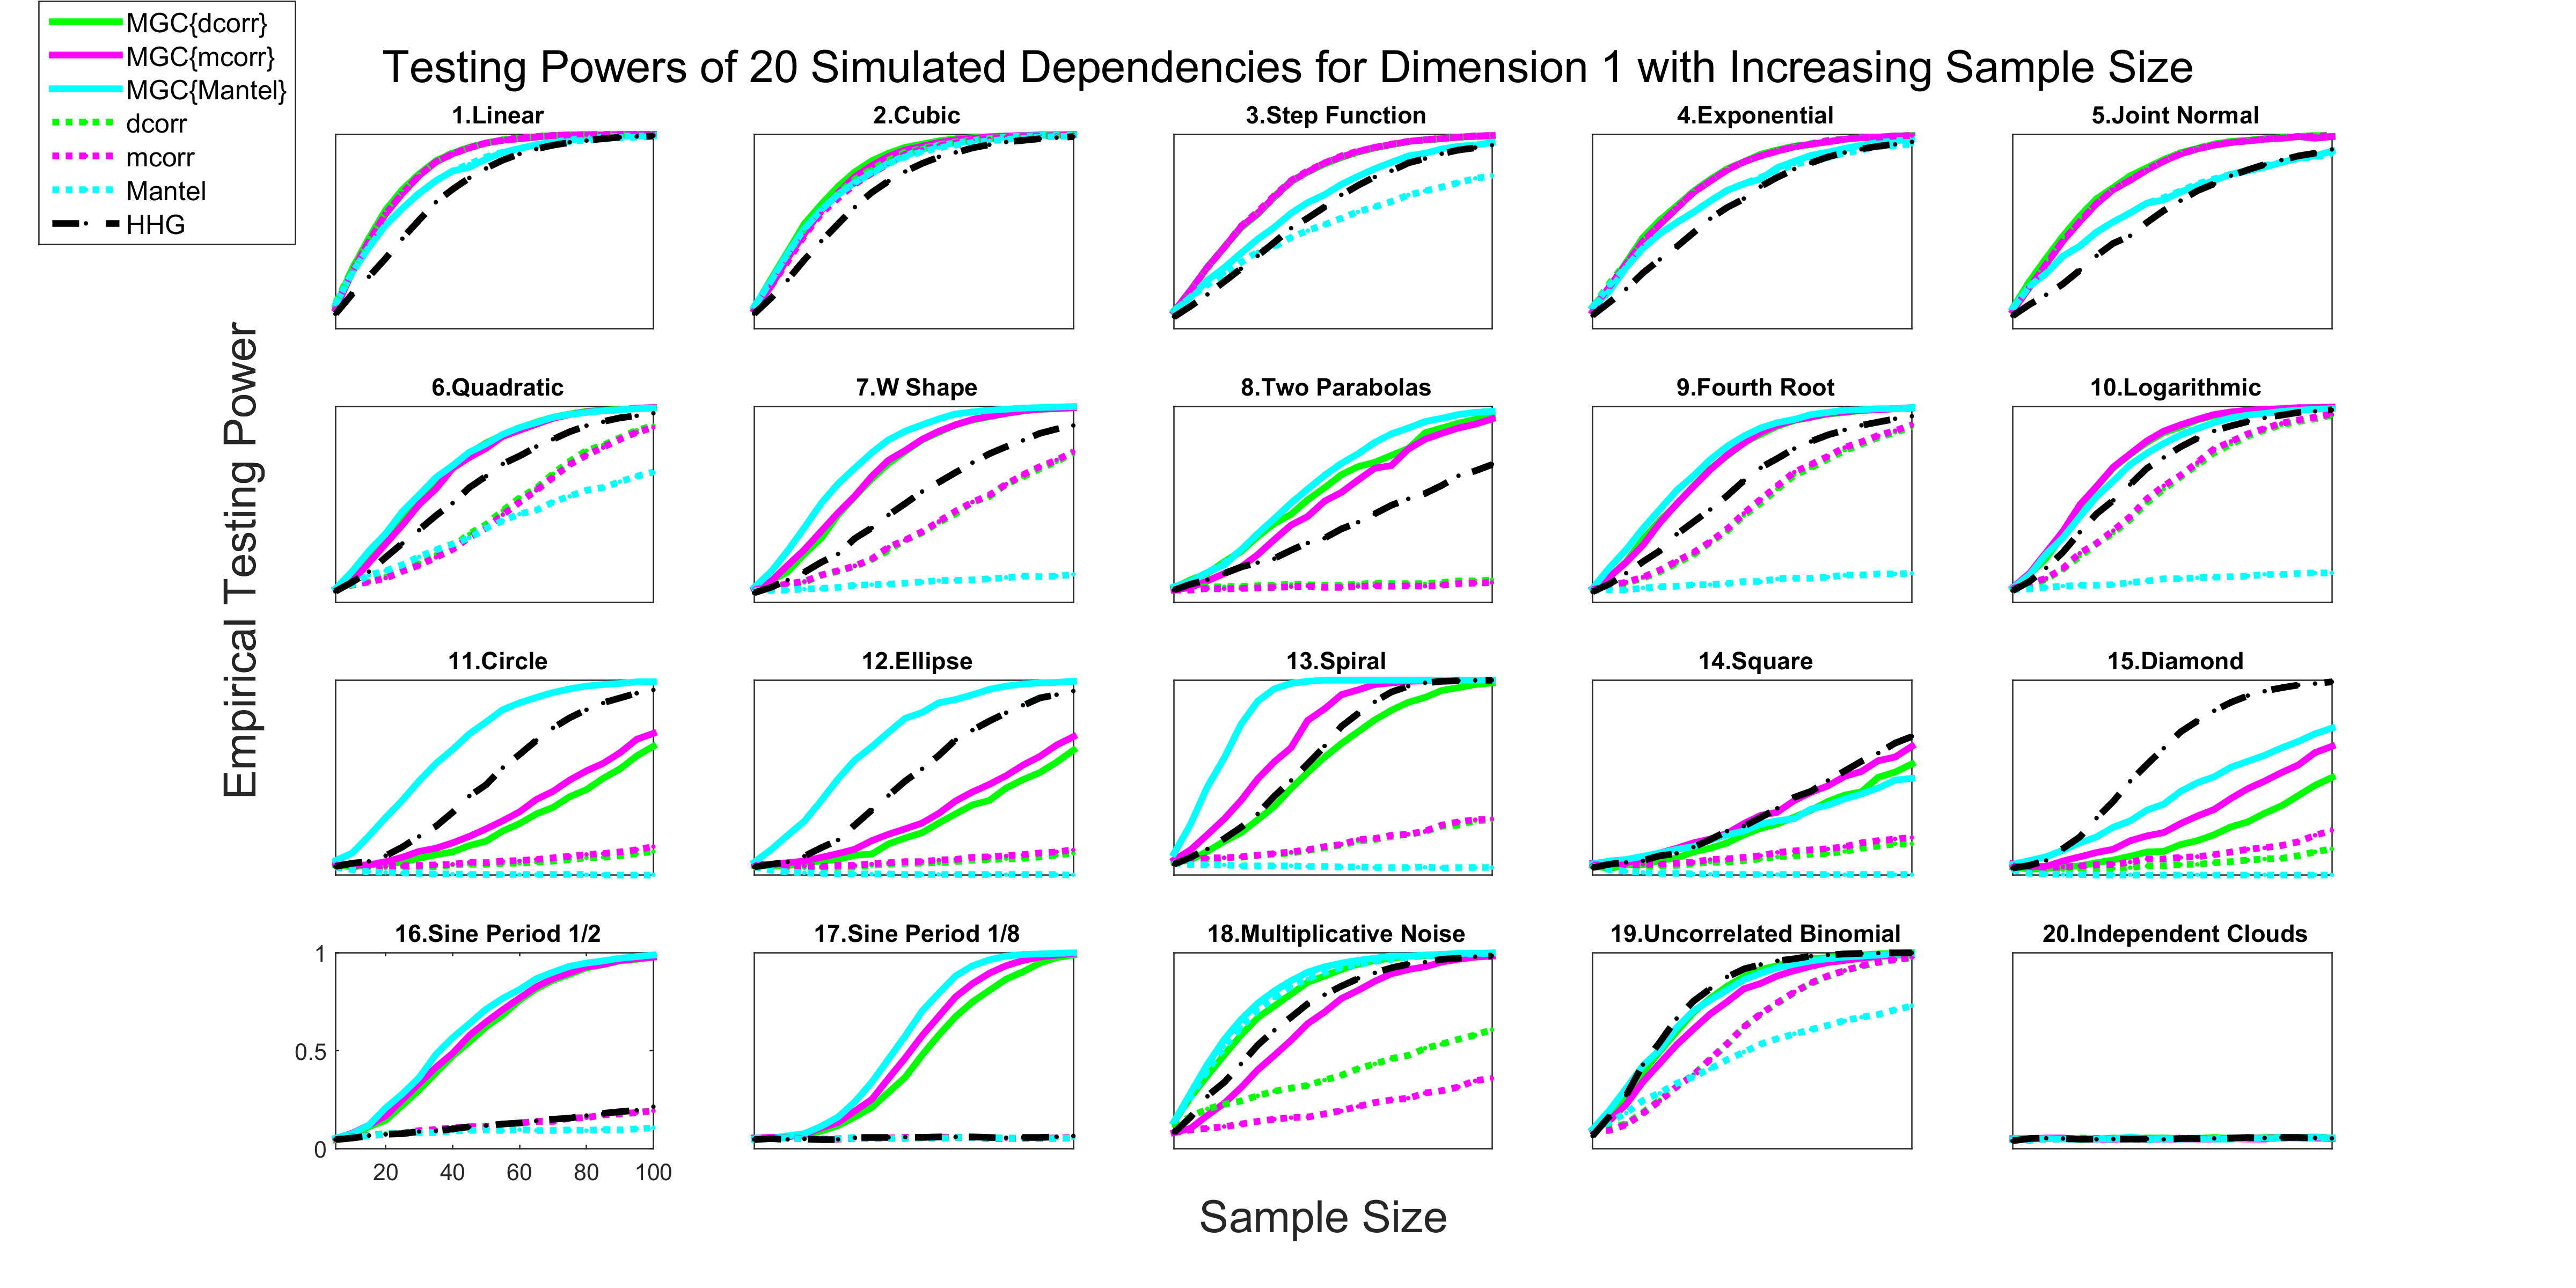 MGC{dcorr}
MGC{mcorr}
MGC{Mantel}
dcorr
mcorr
Mantel
HHG
Testing Powers of 20 Simulated Dependencies for Dimension 1 with Increasing Sample Size
1.Linear
2.Cubic
3.Step Function
4.Exponential
5.Joint Normal
6.Quadratic
7.W Shape
8.Two Parabolas
9.Fourth Root
10.Logarithmic
11.Circle
12.Ellipse
13.Spiral
14.Square
15.Diamond
16.Sine Period 1/2
17.Sine Period 1/8
18.Multiplicative Noise
19.Uncorrelated Binomial
20.Independent Clouds
1
0.5
0
20 40 60 80 100
Empirical Testing Power
Sample Size